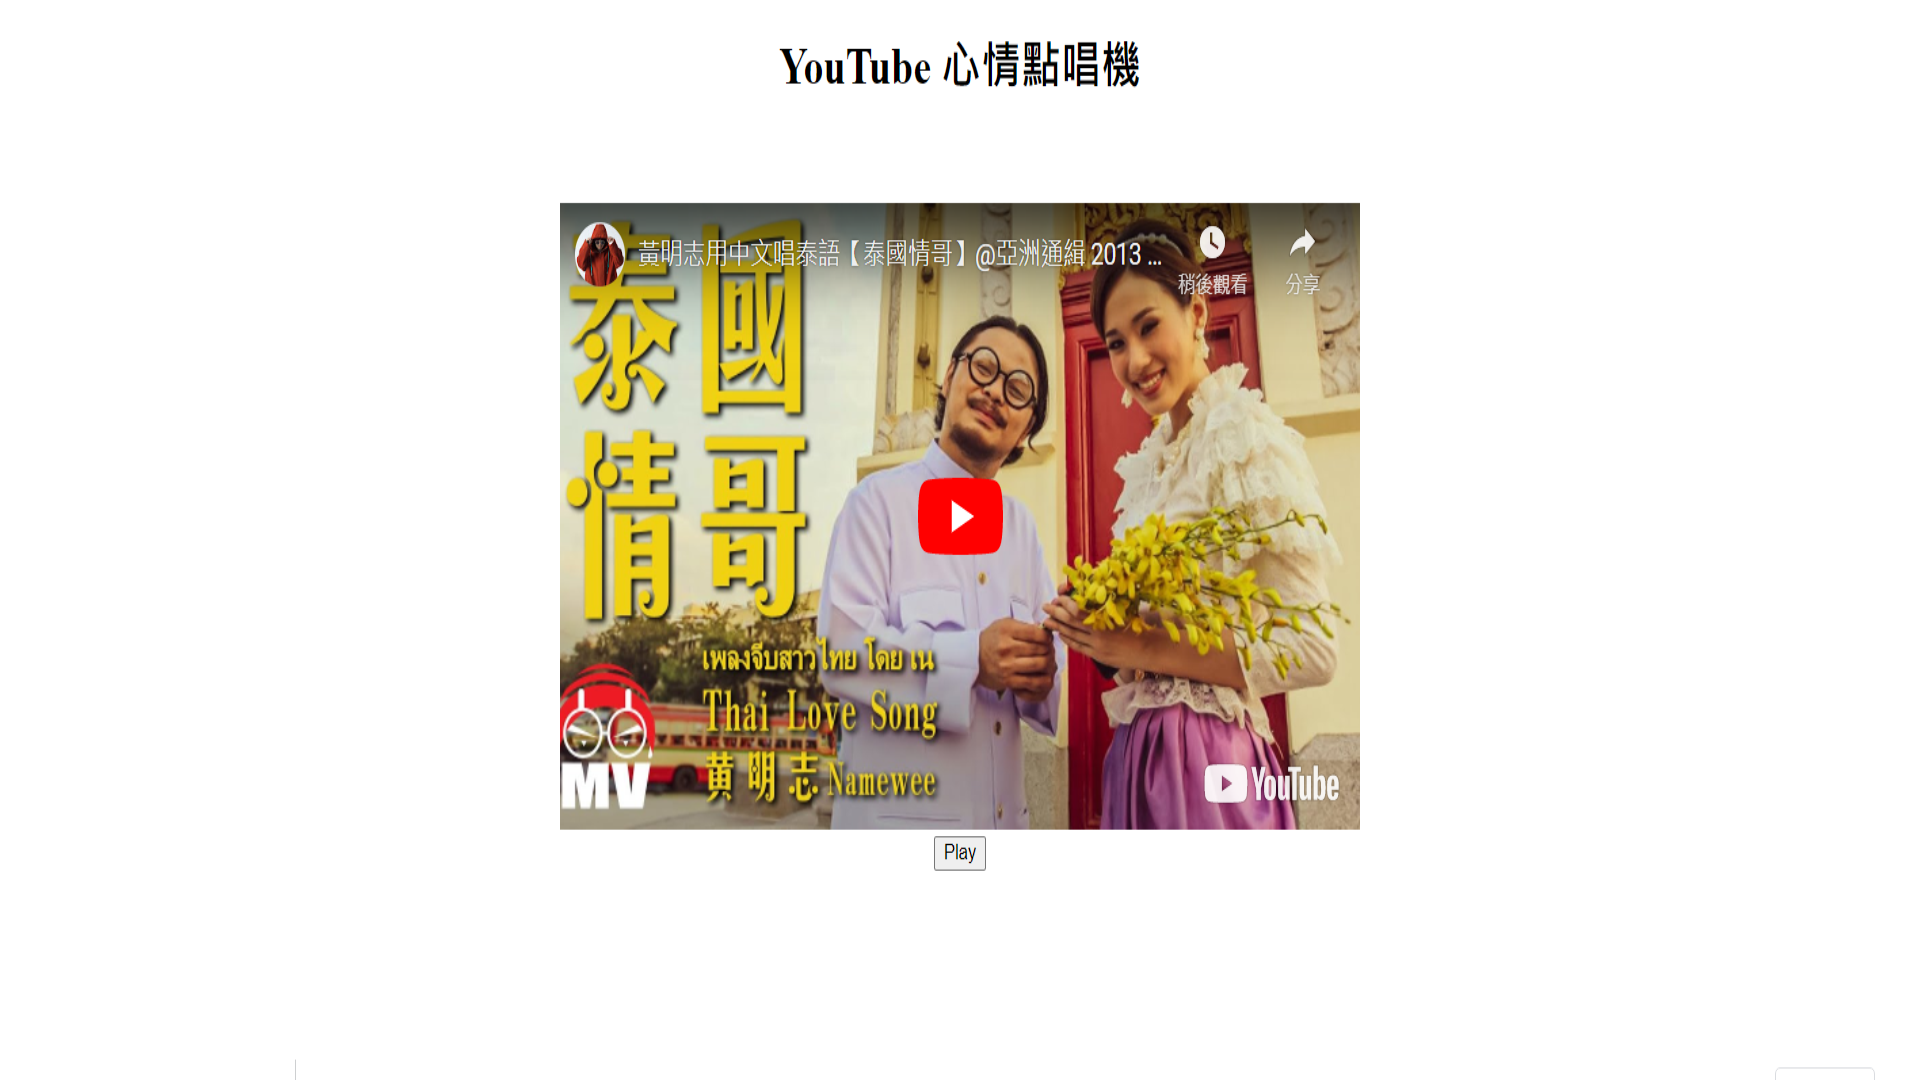 YouTube 心情點唱機
黃明志用中文唱泰語【泰國情哥】@亞洲通緝 2013 ...
稍後觀看
分享
泰國
情哥
เพลงจีบสาวไทย โดย เน
Thai Love Song
黃明志 Namewee
MV
YouTube
Play